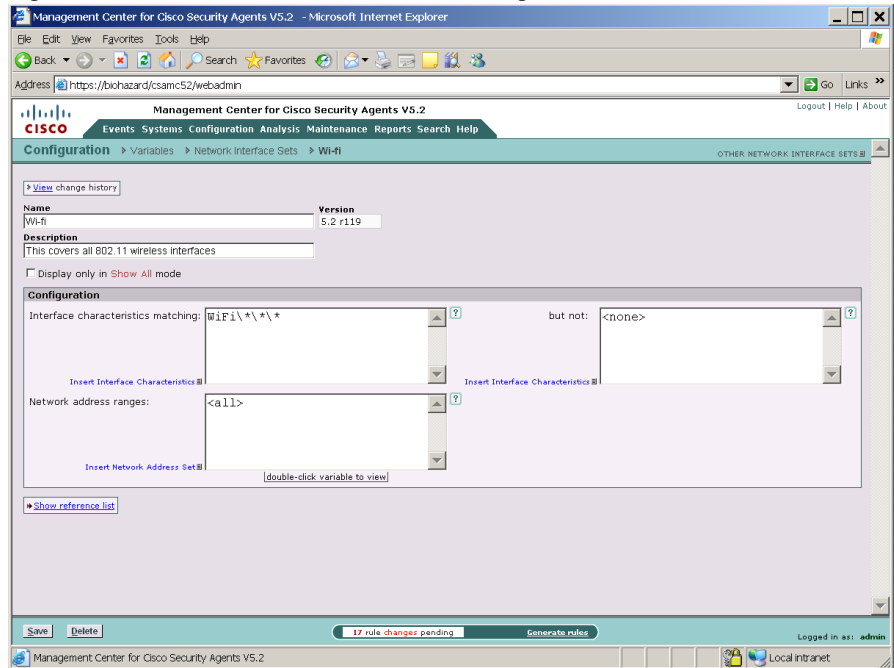 Management Center for Cisco Security Agents V5.2 - Microsoft Internet Explorer
File Edit View Favorites Tools Help
Back Search Favorites
Address https://biohazard/csamc52/webadmin Go Links »
Management Center for Cisco Security Agents V5.2 Logout | Help | About
CISCO Events Systems Configuration Analysis Maintenance Reports Search Help
Configuration > Variables > Network Interface Sets > Wi-fi OTHER NETWORK INTERFACE SETS
View change history
Name Version
Wi-fi 5.2 r119
Description
This covers all 802.11 wireless interfaces
Display only in Show All mode
Configuration
Interface characteristics matching: WiFi\*\*\* ? but not: <none> ?
Insert Interface Characteristics Insert Interface Characteristics
Network address ranges: <all> ?
Insert Network Address Set
double-click variable to view
Show reference list
Save Delete 17 rule changes pending Generate rules Logged in as: admin
Management Center for Cisco Security Agents V5.2 Local intranet